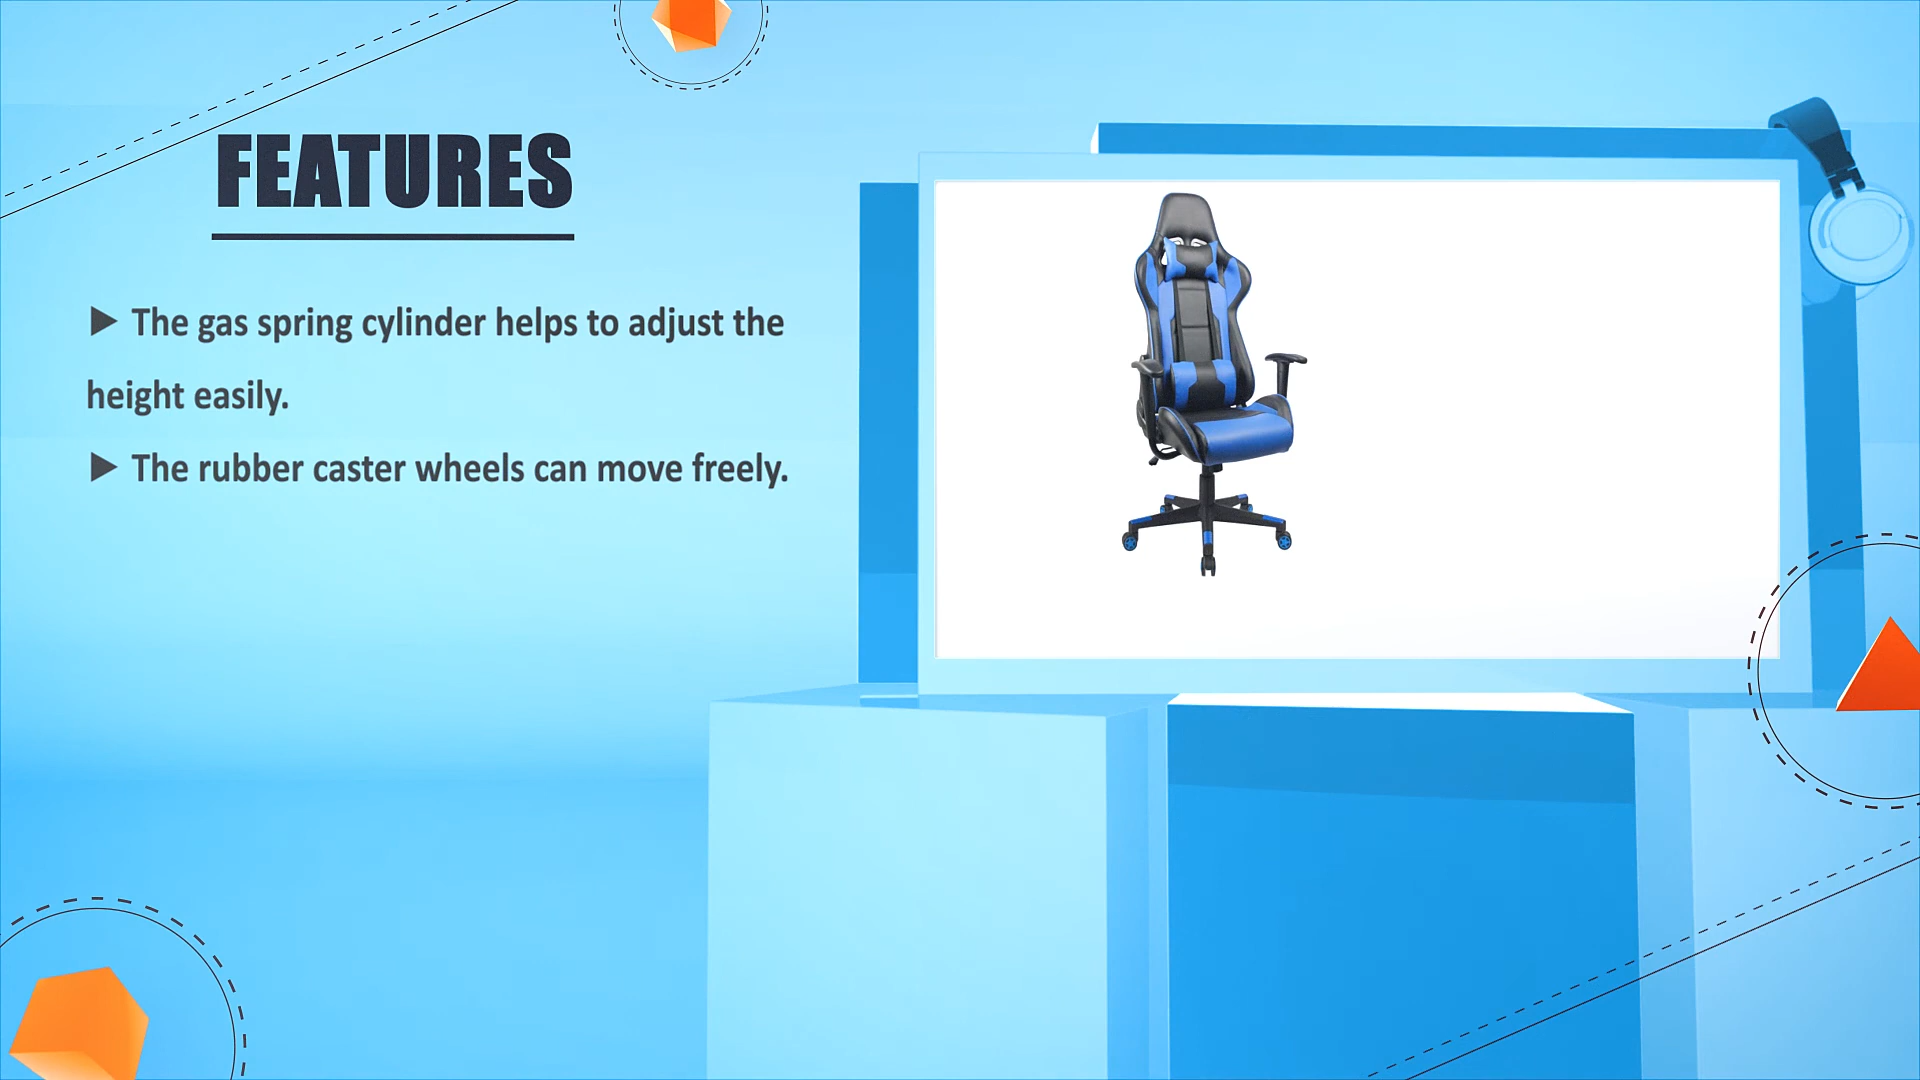 FEATURES
▶ The gas spring cylinder helps to adjust the
height easily.
▶ The rubber caster wheels can move freely.